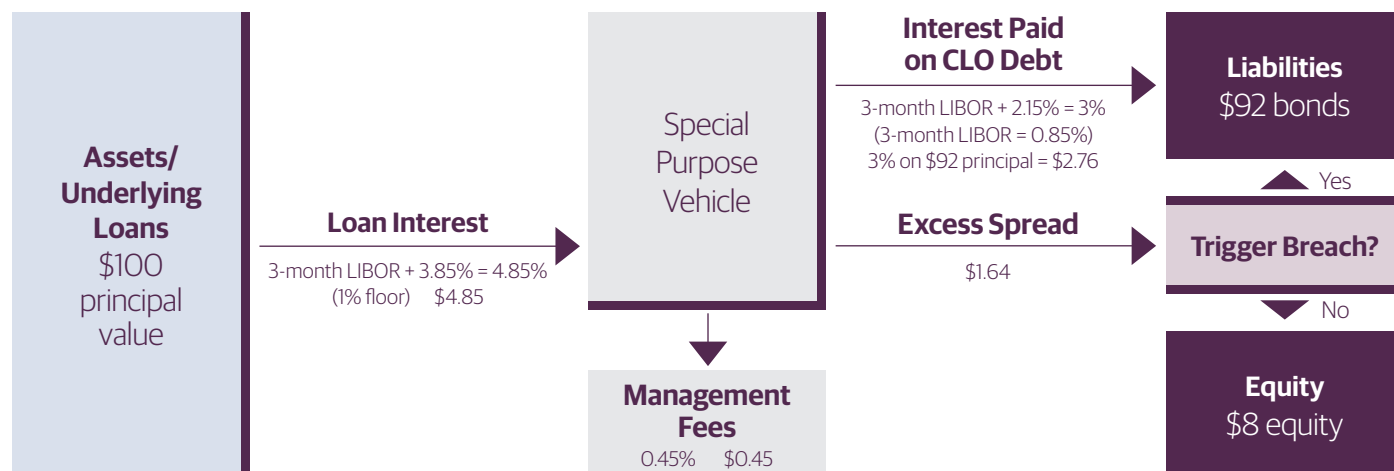 Assets/
Underlying
Loans
$100
principal
value
Loan Interest
3-month LIBOR + 3.85% = 4.85%
(1% floor) $4.85
Special
Purpose
Vehicle
Management
Fees
0.45% $0.45
Interest Paid
on CLO Debt
3-month LIBOR + 2.15% = 3%
(3-month LIBOR = 0.85%)
3% on $92 principal = $2.76
Excess Spread
$1.64
Liabilities
$92 bonds
Yes
Trigger Breach?
No
Equity
$8 equity